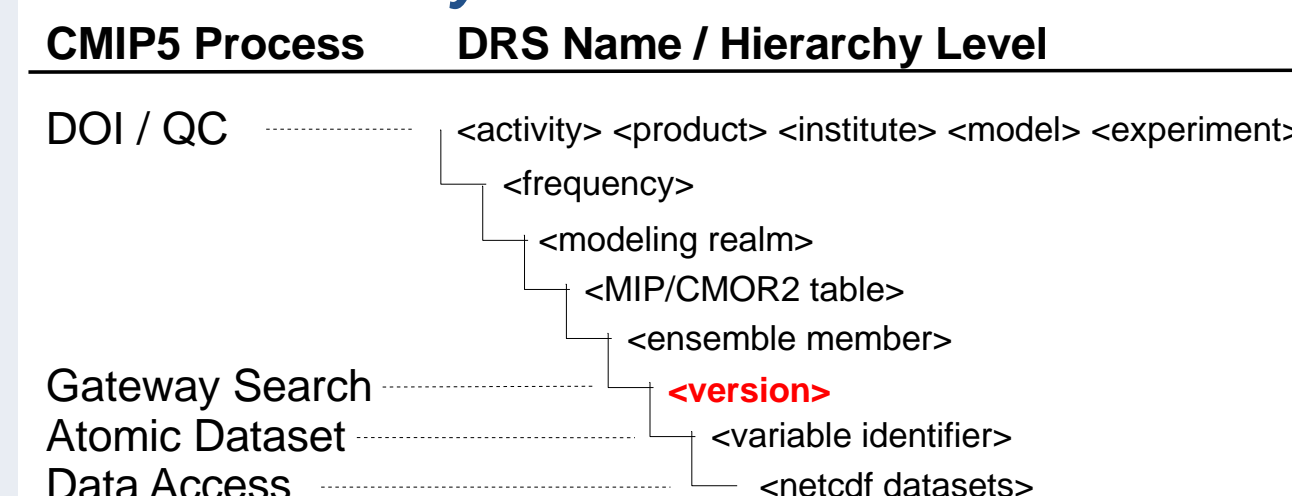 CMIP5 Process DRS Name / Hierarchy Level
DOI / QC <activity> <product> <institute> <model> <experiment>
<frequency>
<modeling realm>
<MIP/CMOR2 table>
<ensemble member>
Gateway Search <version>
Atomic Dataset <variable identifier>
Data Access <netcdf datasets>